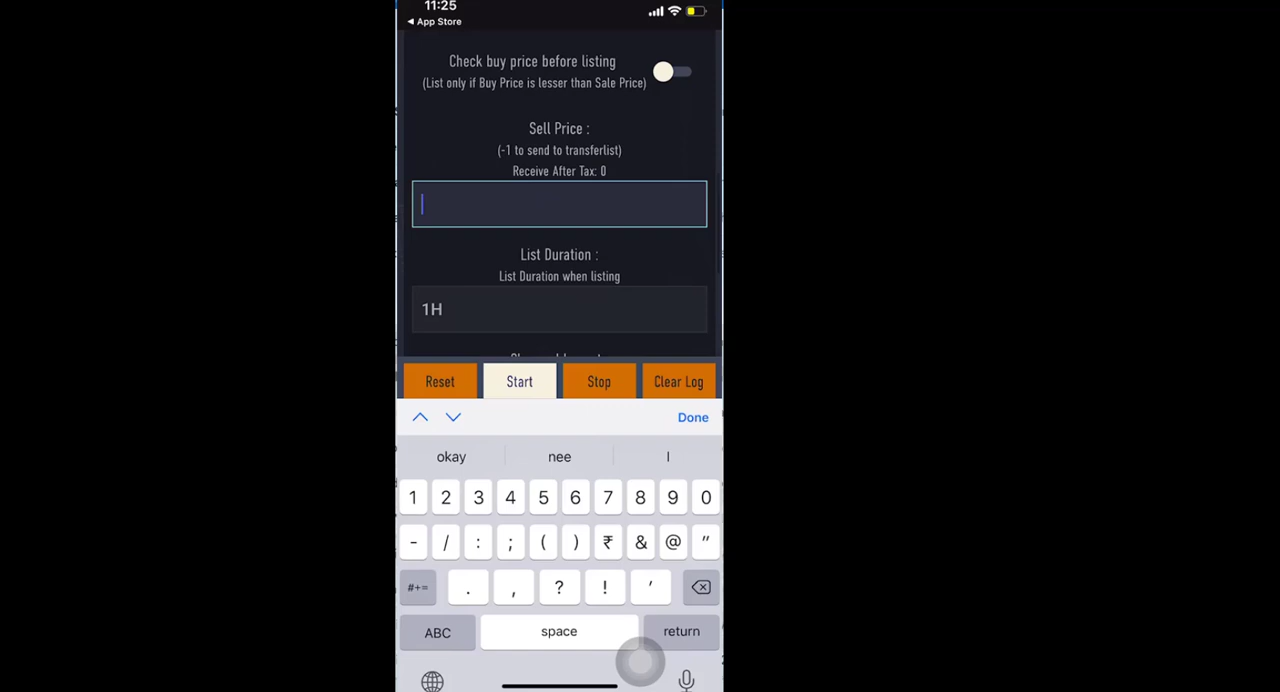 11:25
◀ App Store
Check buy price before listing
(List only if Buy Price is lesser than Sale Price)
Sell Price :
(-1 to send to transferlist)
Receive After Tax: 0
List Duration :
List Duration when listing
1H
Reset Start Stop Clear Log
Done
okay nee I
1 2 3 4 5 6 7 8 9 0
- / : ; ( ) ₹ & @ "
#+= . , ? ! '
ABC space return